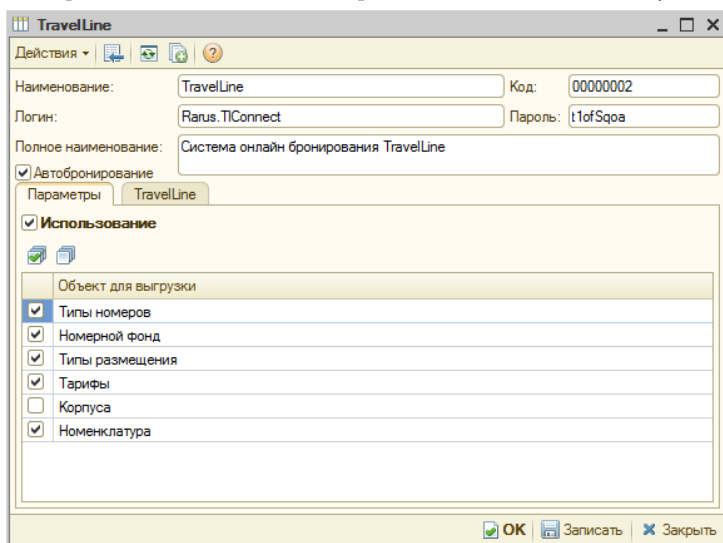 TravelLine
Действия
Наименование: TravelLine Код: 00000002
Логин: Rarus.TlConnect Пароль: t1ofSqoa
Полное наименование: Система онлайн бронирования TravelLine
Автобронирование
Параметры TravelLine
Использование
Объект для выгрузки
Типы номеров
Номерной фонд
Типы размещения
Тарифы
Корпуса
Номенклатура
OK Записать Закрыть